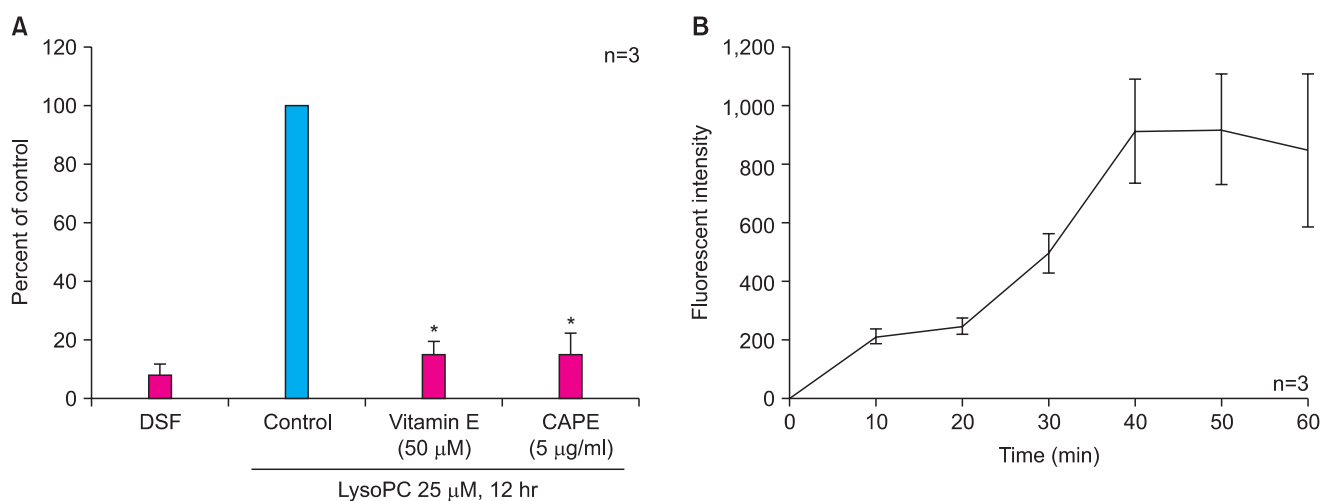 A
120
100
80
60
40
20
0
Percent of control
n=3
*
*
DSF
Control
Vitamin E
(50 μM)
CAPE
(5 μg/ml)
LysoPC 25 μM, 12 hr
B
1,200
1,000
800
600
400
200
0
Fluorescent intensity
n=3
0 10 20 30 40 50 60
Time (min)